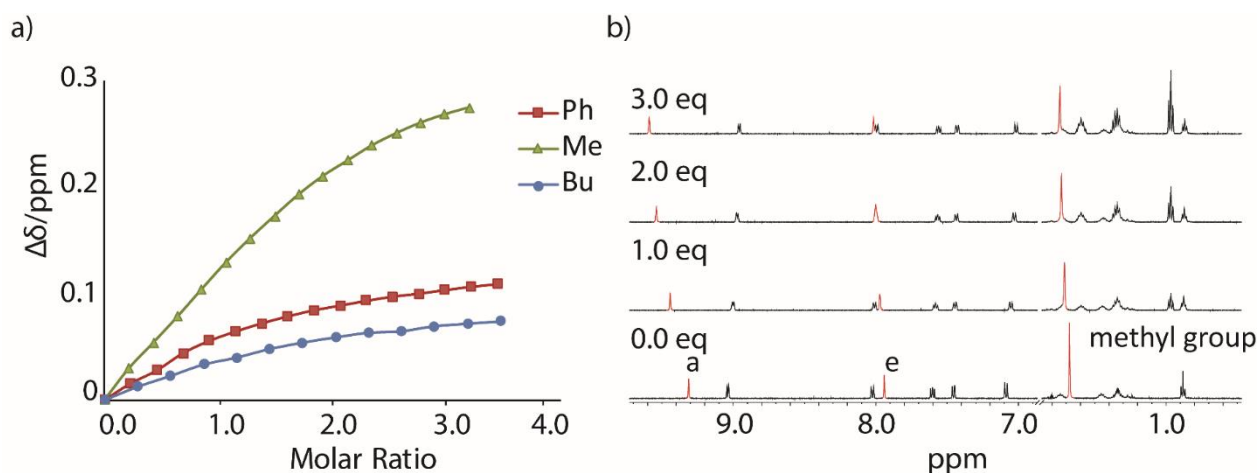 a)
0.3
0.2
0.1
0
Δδ/ppm
0.0 1.0 2.0 3.0 4.0
Molar Ratio
Ph
Me
Bu
b)
3.0 eq
2.0 eq
1.0 eq
0.0 eq
methyl group
a
e
9.0 8.0 7.0 1.0
ppm